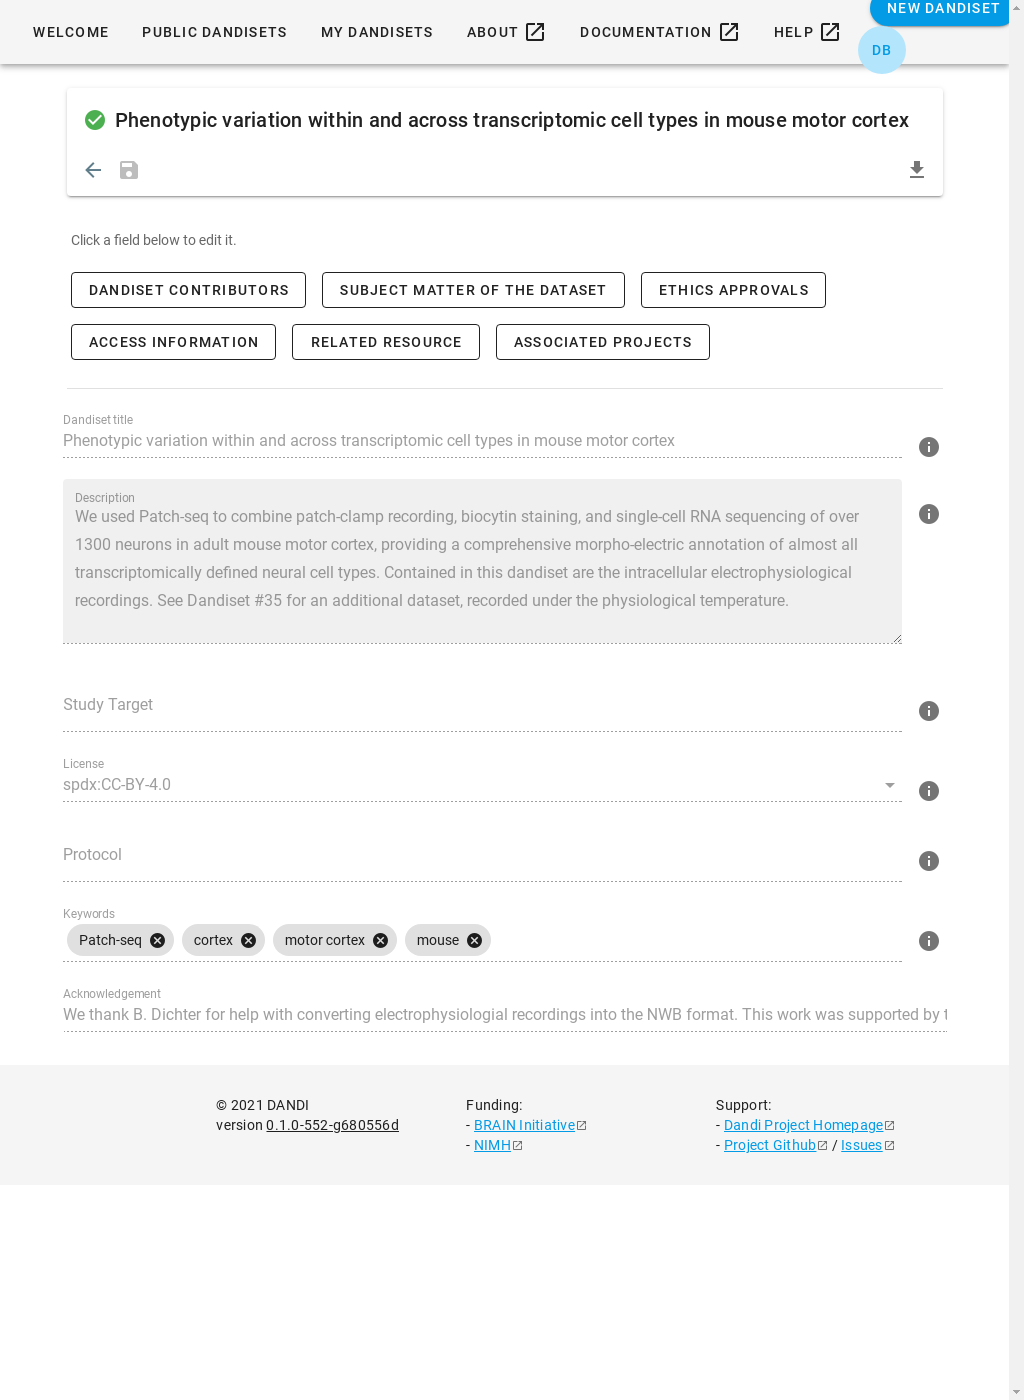 WELCOME PUBLIC DANDISETS MY DANDISETS ABOUT DOCUMENTATION HELP NEW DANDISET
DB
Phenotypic variation within and across transcriptomic cell types in mouse motor cortex
Click a field below to edit it.
DANDISET CONTRIBUTORS SUBJECT MATTER OF THE DATASET ETHICS APPROVALS
ACCESS INFORMATION RELATED RESOURCE ASSOCIATED PROJECTS
Dandiset title
Phenotypic variation within and across transcriptomic cell types in mouse motor cortex
Description
We used Patch-seq to combine patch-clamp recording, biocytin staining, and single-cell RNA sequencing of over
1300 neurons in adult mouse motor cortex, providing a comprehensive morpho-electric annotation of almost all
transcriptomically defined neural cell types. Contained in this dandiset are the intracellular electrophysiological
recordings. See Dandiset #35 for an additional dataset, recorded under the physiological temperature.
Study Target
License
spdx:CC-BY-4.0
Protocol
Keywords
Patch-seq cortex motor cortex mouse
Acknowledgement
We thank B. Dichter for help with converting electrophysiologial recordings into the NWB format. This work was supported by t
© 2021 DANDI Funding: Support:
version 0.1.0-552-g680556d - BRAIN Initiative - Dandi Project Homepage
- NIMH - Project Github / Issues